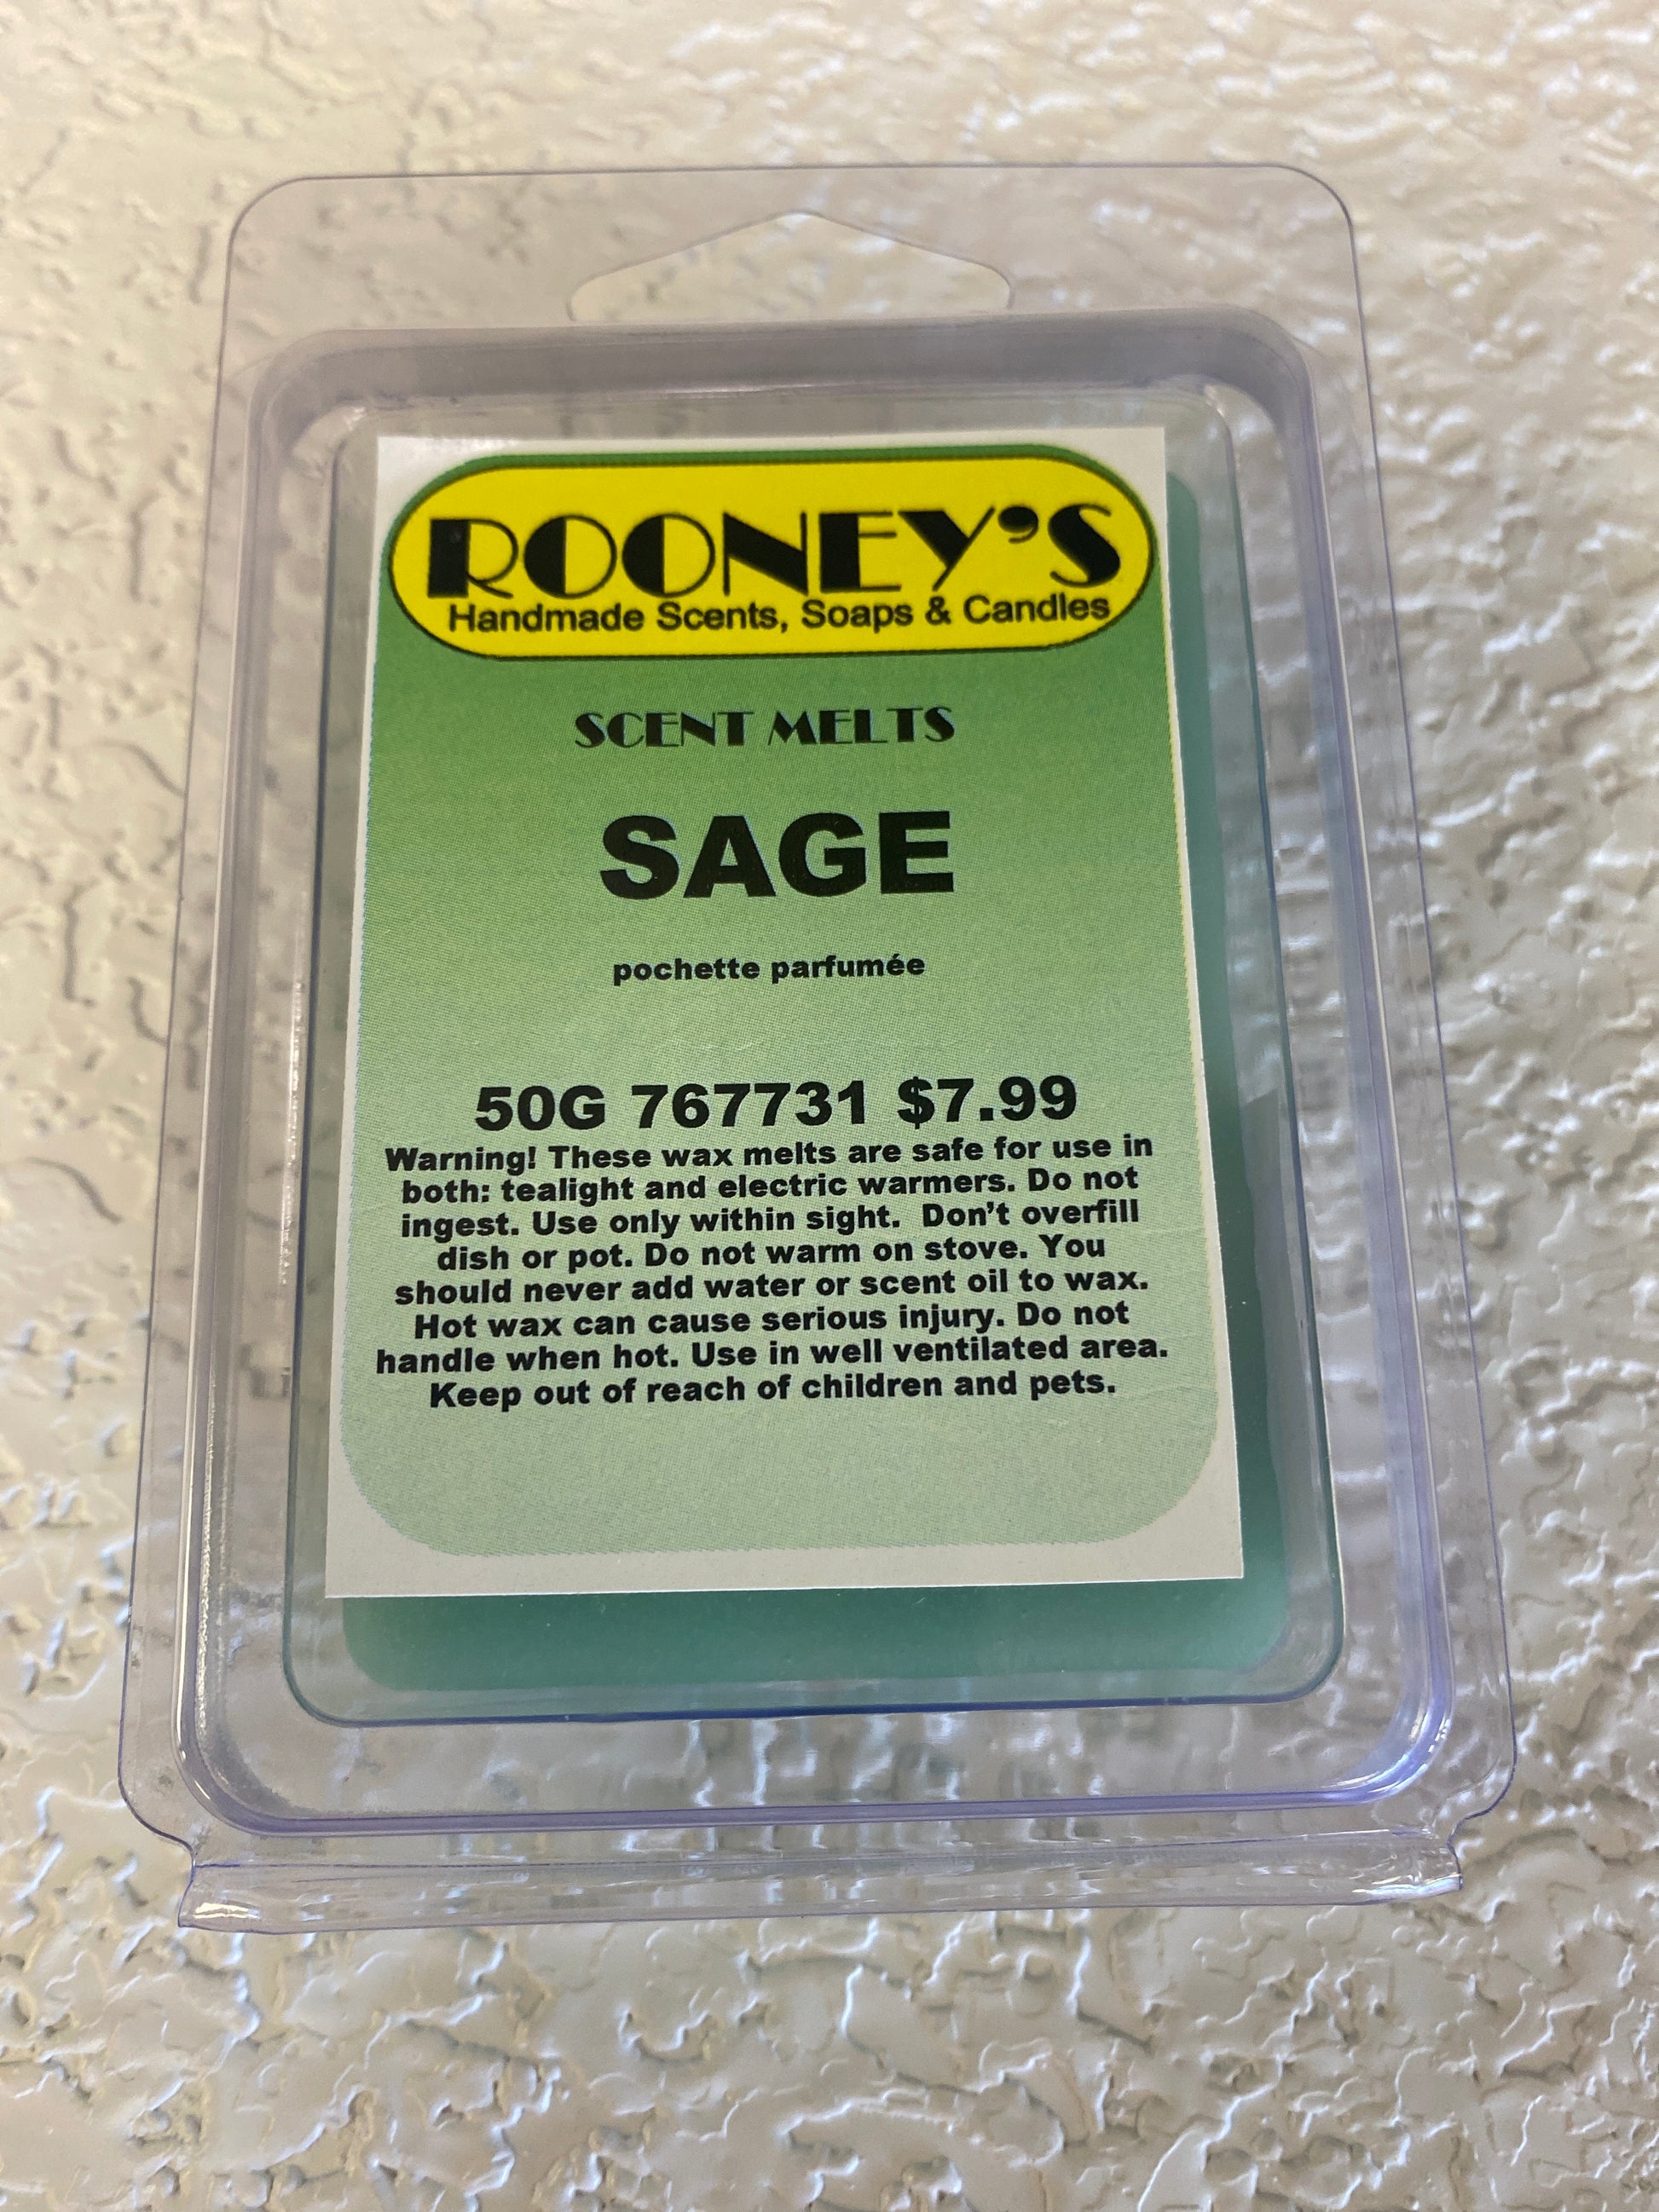 ROONEY'S
Handmade Scents, Soaps & Candles
SCENT MELTS
SAGE
pochette parfumée
50G 767731 $7.99
Warning! These wax melts are safe for use in
both: tealight and electric warmers. Do not
ingest. Use only within sight. Don't overfill
dish or pot. Do not warm on stove. You
should never add water or scent oil to wax.
Hot wax can cause serious injury. Do not
handle when hot. Use in well ventilated area.
Keep out of reach of children and pets.